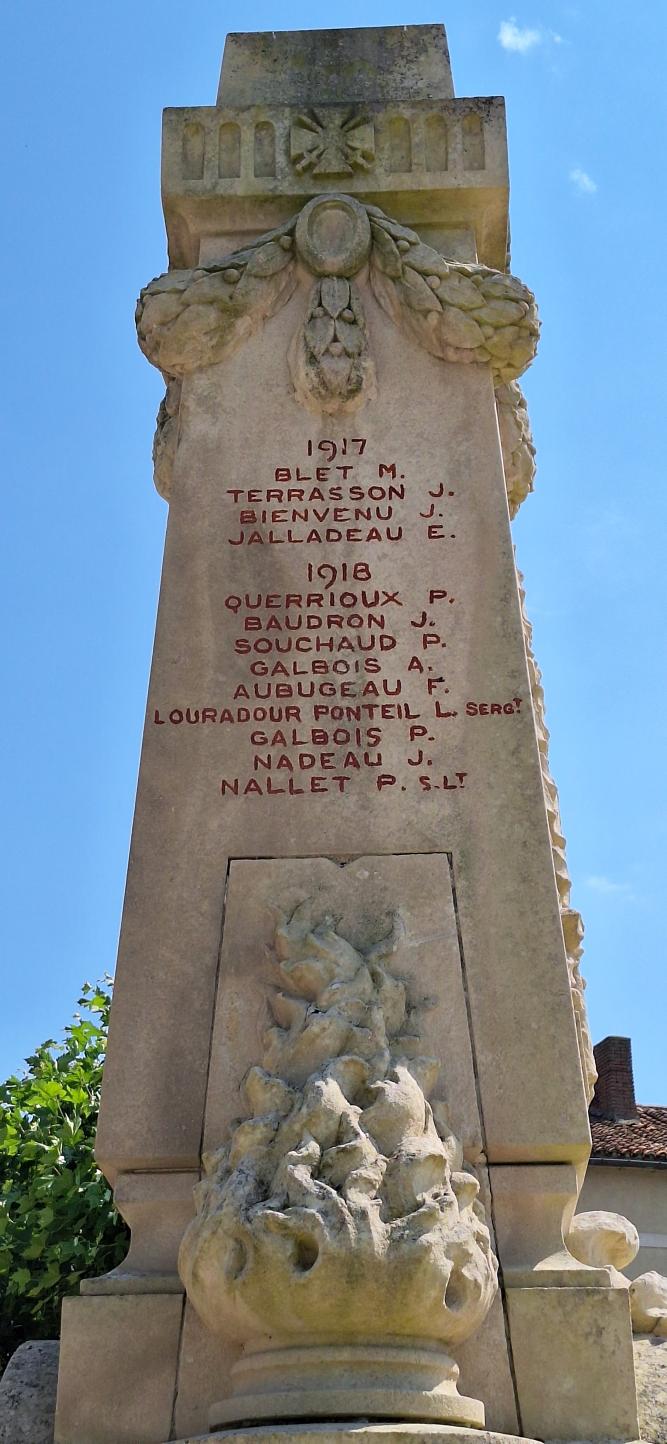 1917
BLET M.
TERRASSON J.
BIENVENU J.
JALLADEAU E.
1918
QUERRIOUX P.
BAUDRON J.
SOUCHAUD P.
GALBOIS A.
AUBUGEAU F.
LOURADOUR PONTEIL L. SERGT
GALBOIS P.
NADEAU J.
NALLET P. S.LT